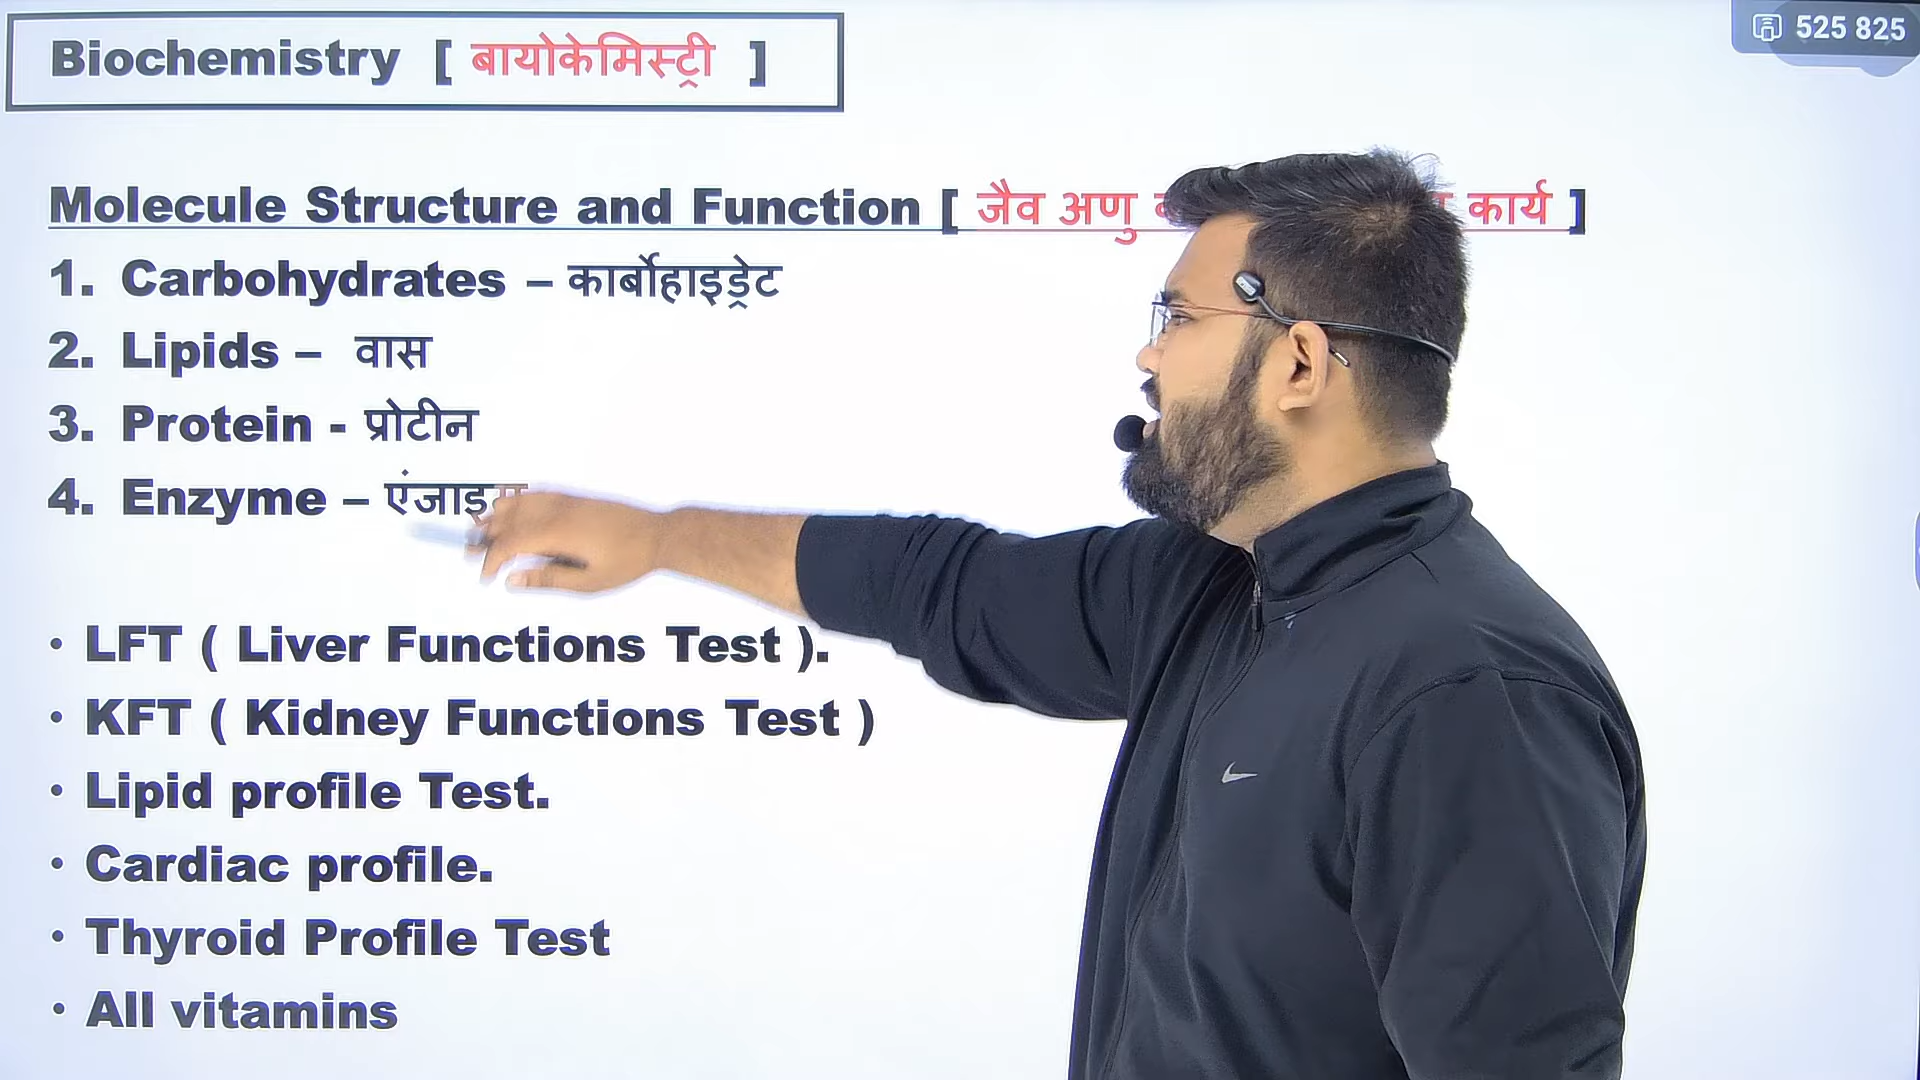 Biochemistry [ बायोकेमिस्ट्री ]
525 825
Molecule Structure and Function [ जैव अणु कार्य ]
1. Carbohydrates – कार्बोहाइड्रेट
2. Lipids – वास
3. Protein - प्रोटीन
4. Enzyme –
• LFT ( Liver Functions Test ).
• KFT ( Kidney Functions Test )
• Lipid profile Test.
• Cardiac profile.
• Thyroid Profile Test
• All vitamins